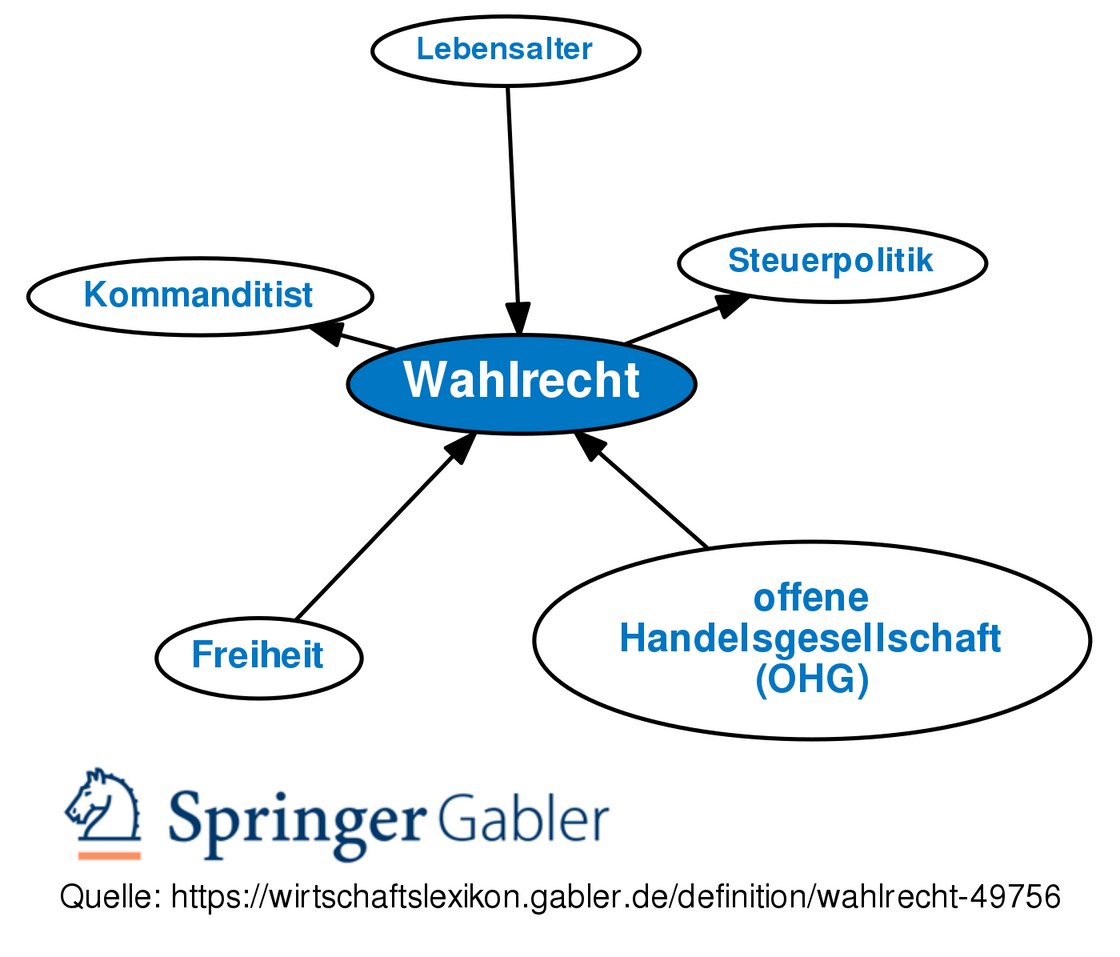 Lebensalter
Steuerpolitik
Kommanditist
Wahlrecht
offene
Handelsgesellschaft
(OHG)
Freiheit
Springer Gabler
Quelle: https://wirtschaftslexikon.gabler.de/definition/wahlrecht-49756